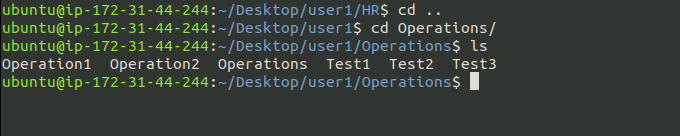 ubuntu@ip-172-31-44-244:~/Desktop/user1/HR$ cd ..
ubuntu@ip-172-31-44-244:~/Desktop/user1$ cd Operations/
ubuntu@ip-172-31-44-244:~/Desktop/user1/Operations$ ls
Operation1 Operation2 Operations Test1 Test2 Test3
ubuntu@ip-172-31-44-244:~/Desktop/user1/Operations$